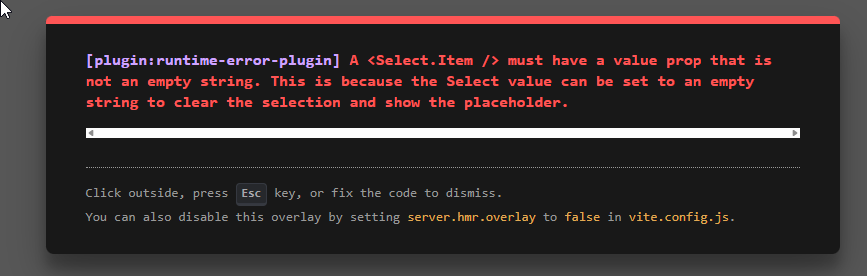 [plugin:runtime-error-plugin] A <Select.Item /> must have a value prop that is
not an empty string. This is because the Select value can be set to an empty
string to clear the selection and show the placeholder.
Click outside, press Esc key, or fix the code to dismiss.
You can also disable this overlay by setting server.hmr.overlay to false in vite.config.js.